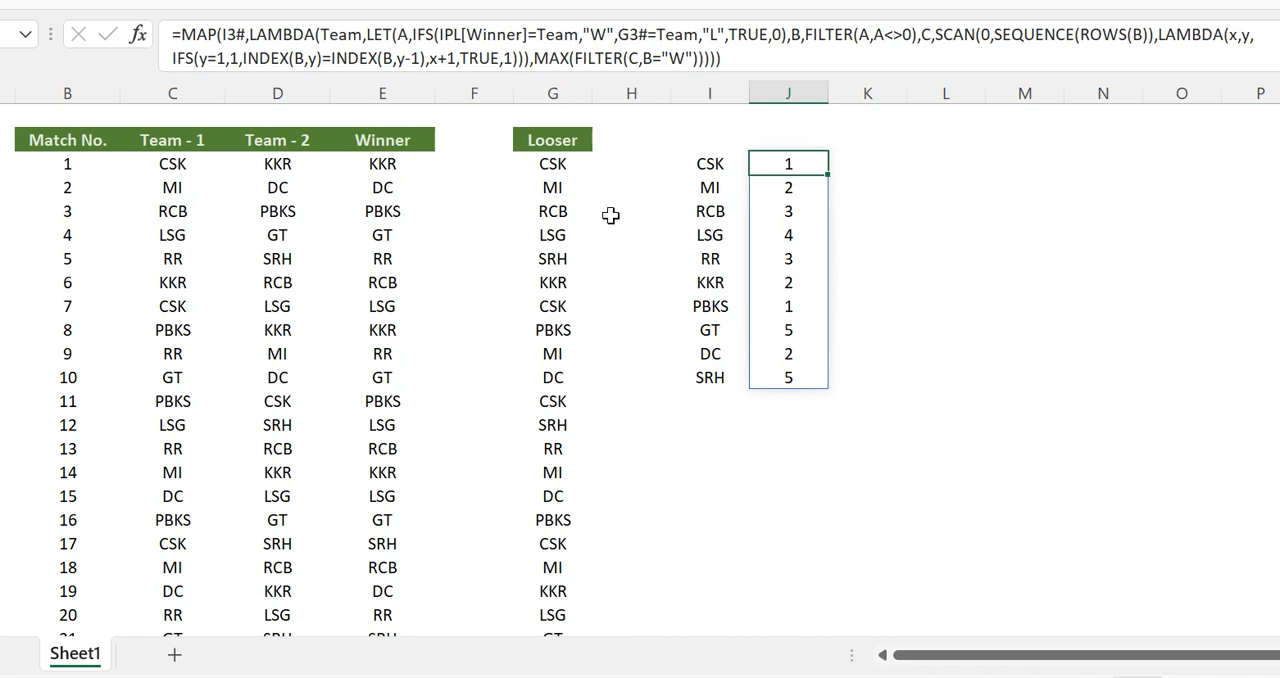 fx =MAP(I3#,LAMBDA(Team,LET(A,IFS(IPL[Winner]=Team,"W",G3#=Team,"L",TRUE,0),B,FILTER(A,A<>0),C,SCAN(0,SEQUENCE(ROWS(B)),LAMBDA(x,y,
IFS(y=1,1,INDEX(B,y)=INDEX(B,y-1),x+1,TRUE,1))),MAX(FILTER(C,B="W")))))
B C D E F G H I J K L M N O P
Match No. Team - 1 Team - 2 Winner Looser
1 CSK KKR KKR CSK CSK 1
2 MI DC DC MI MI 2
3 RCB PBKS PBKS RCB RCB 3
4 LSG GT GT LSG LSG 4
5 RR SRH RR SRH RR 3
6 KKR RCB RCB KKR KKR 2
7 CSK LSG LSG CSK PBKS 1
8 PBKS KKR KKR PBKS GT 5
9 RR MI RR MI DC 2
10 GT DC GT DC SRH 5
11 PBKS CSK PBKS CSK
12 LSG SRH LSG SRH
13 RR RCB RCB RR
14 MI KKR KKR MI
15 DC LSG LSG DC
16 PBKS GT GT PBKS
17 CSK SRH SRH CSK
18 MI RCB RCB MI
19 DC KKR DC KKR
20 RR LSG RR LSG
Sheet1